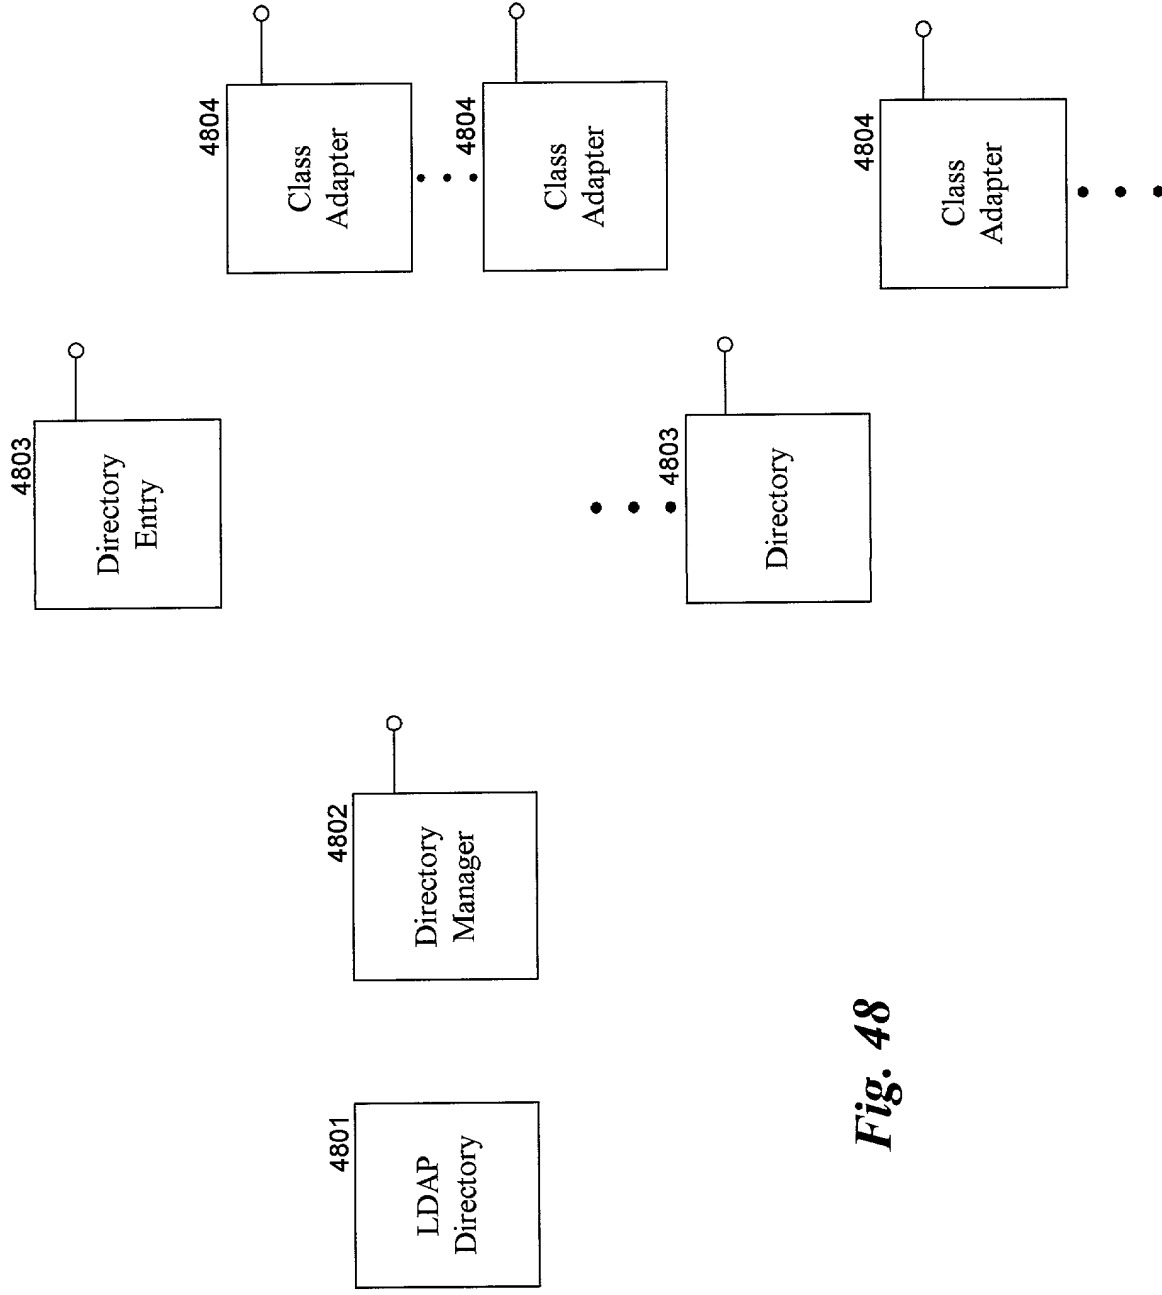 4801
LDAP
Directory
4802
Directory
Manager
4803
Directory
Entry
4803
Directory
4804
Class
Adapter
4804
Class
Adapter
4804
Class
Adapter
Fig. 48